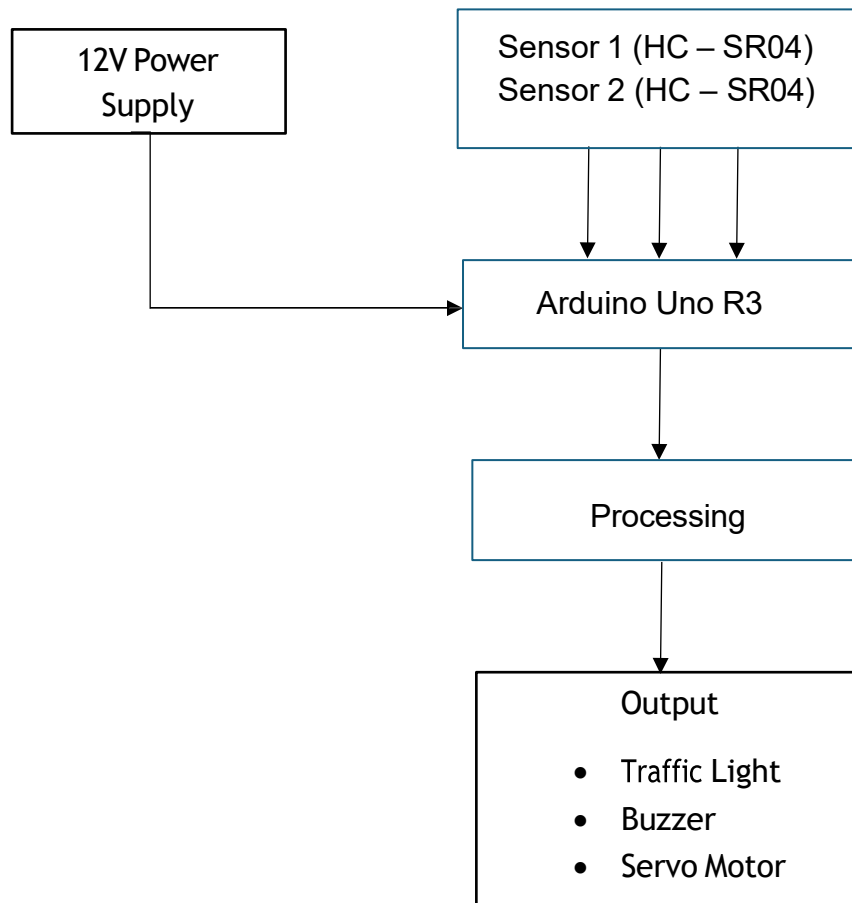 12V Power
Supply
Sensor 1 (HC – SR04)
Sensor 2 (HC – SR04)
Arduino Uno R3
Processing
Output
• Traffic Light
• Buzzer
• Servo Motor